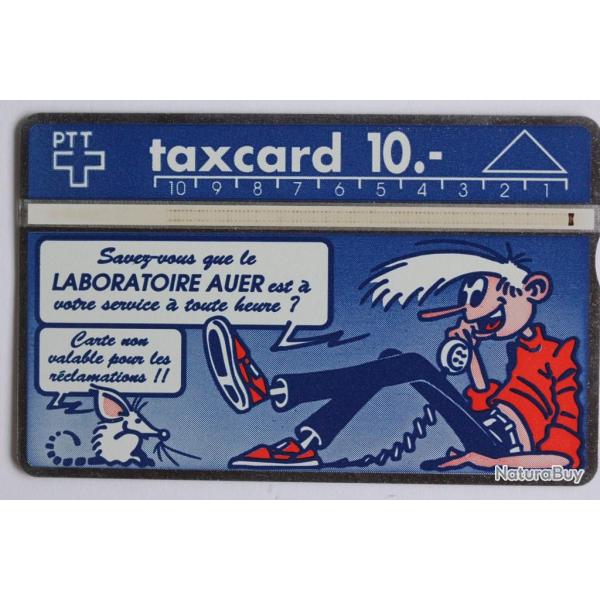 PTT
taxcard 10.-
10 9 8 7 6 5 4 3 2 1
Savez-vous que le
LABORATOIRE AUER est à
votre service à toute heure ?
Carte non
valable pour les
réclamations !!
NaturaBuy